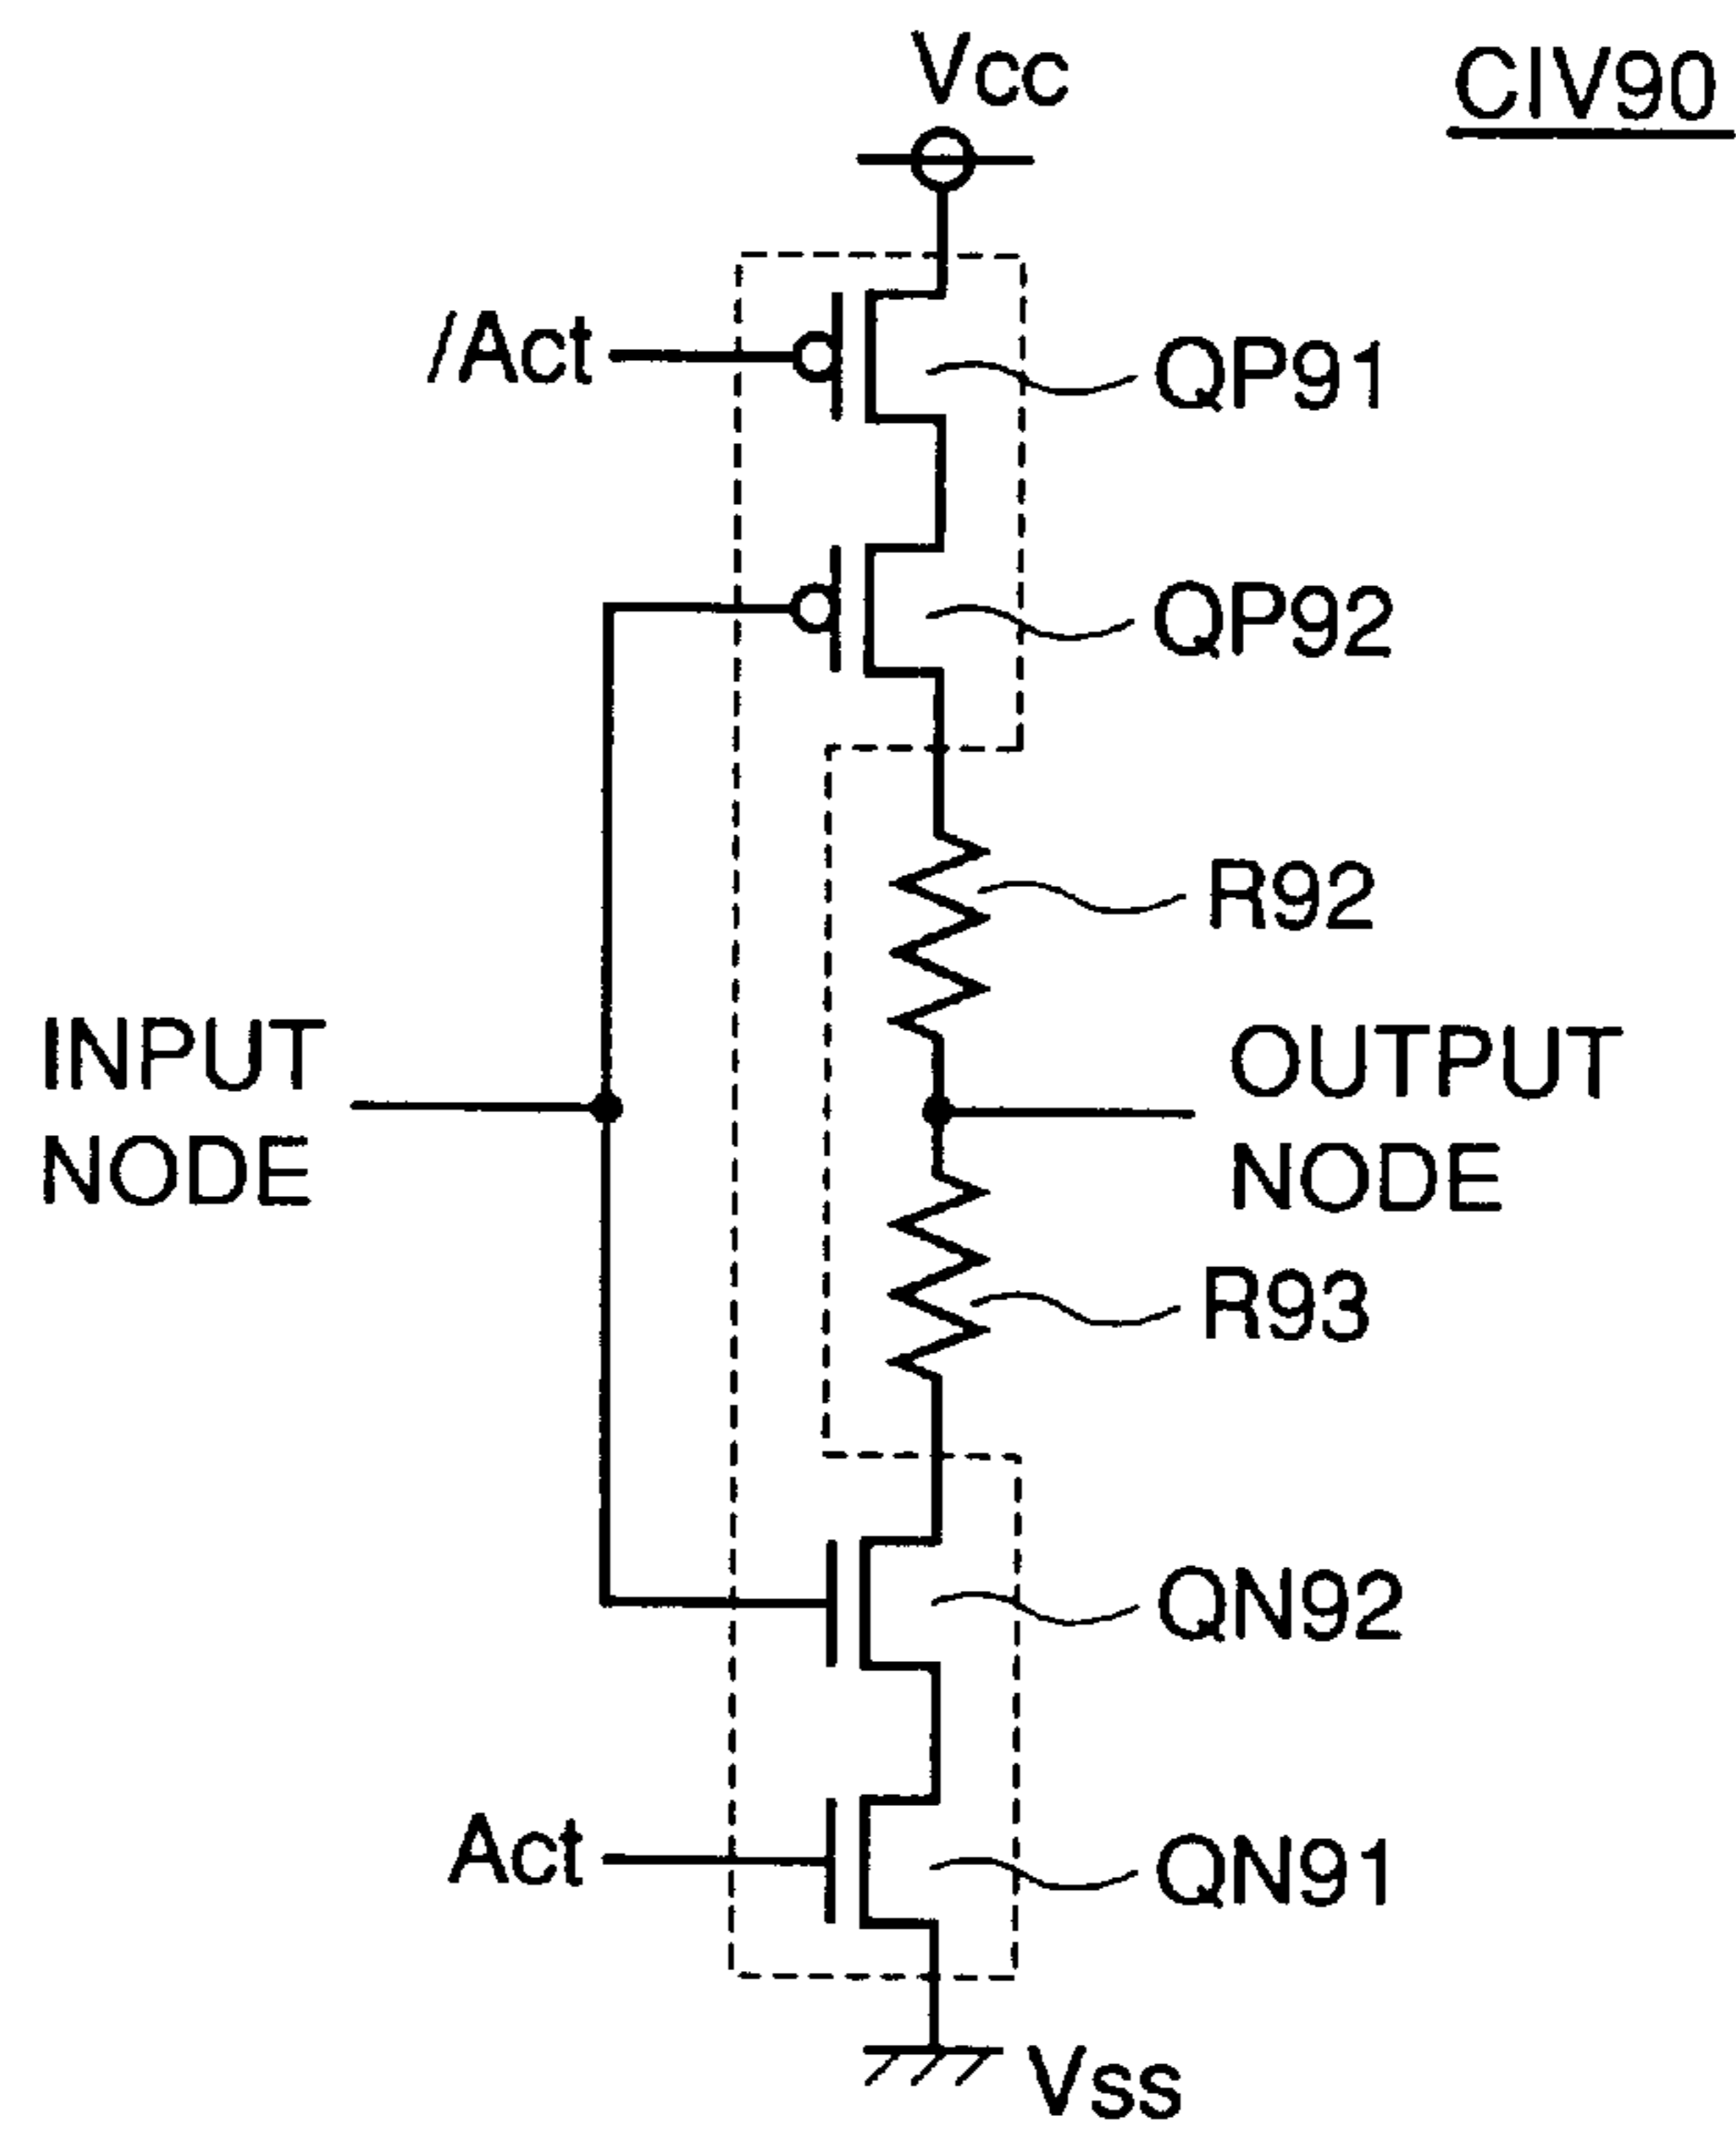 Vcc
CIV90
/Act
QP91
QP92
R92
INPUT
NODE
OUTPUT
NODE
R93
QN92
Act
QN91
Vss